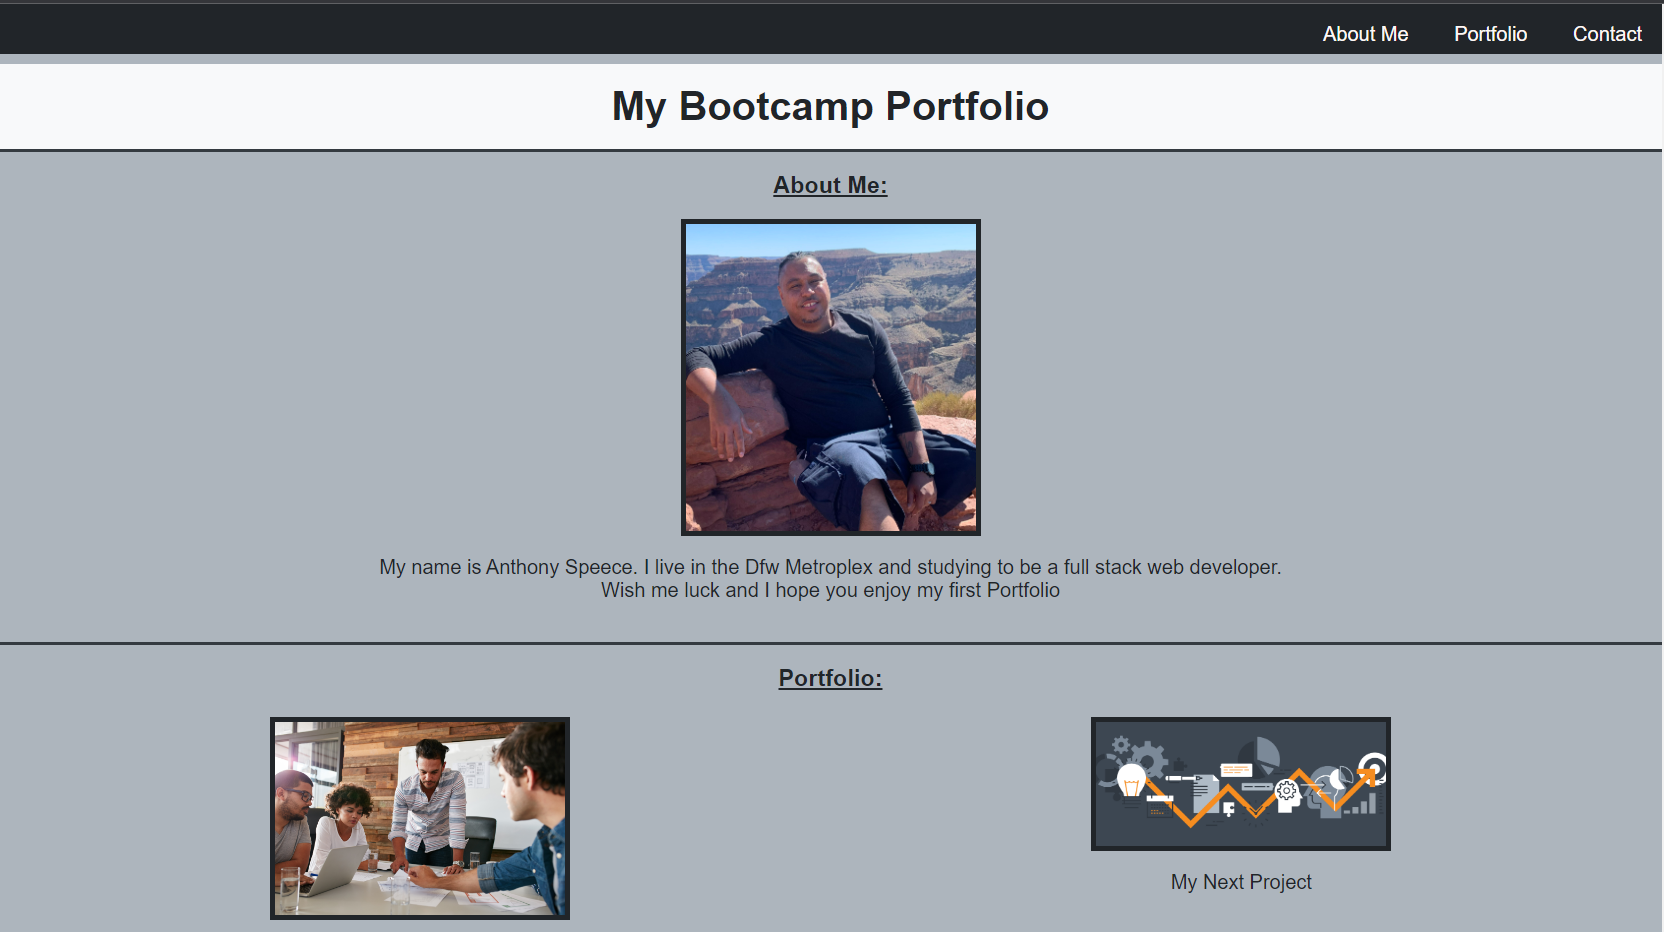 About Me Portfolio Contact
My Bootcamp Portfolio
About Me:
My name is Anthony Speece. I live in the Dfw Metroplex and studying to be a full stack web developer.
Wish me luck and I hope you enjoy my first Portfolio
Portfolio:
My Next Project